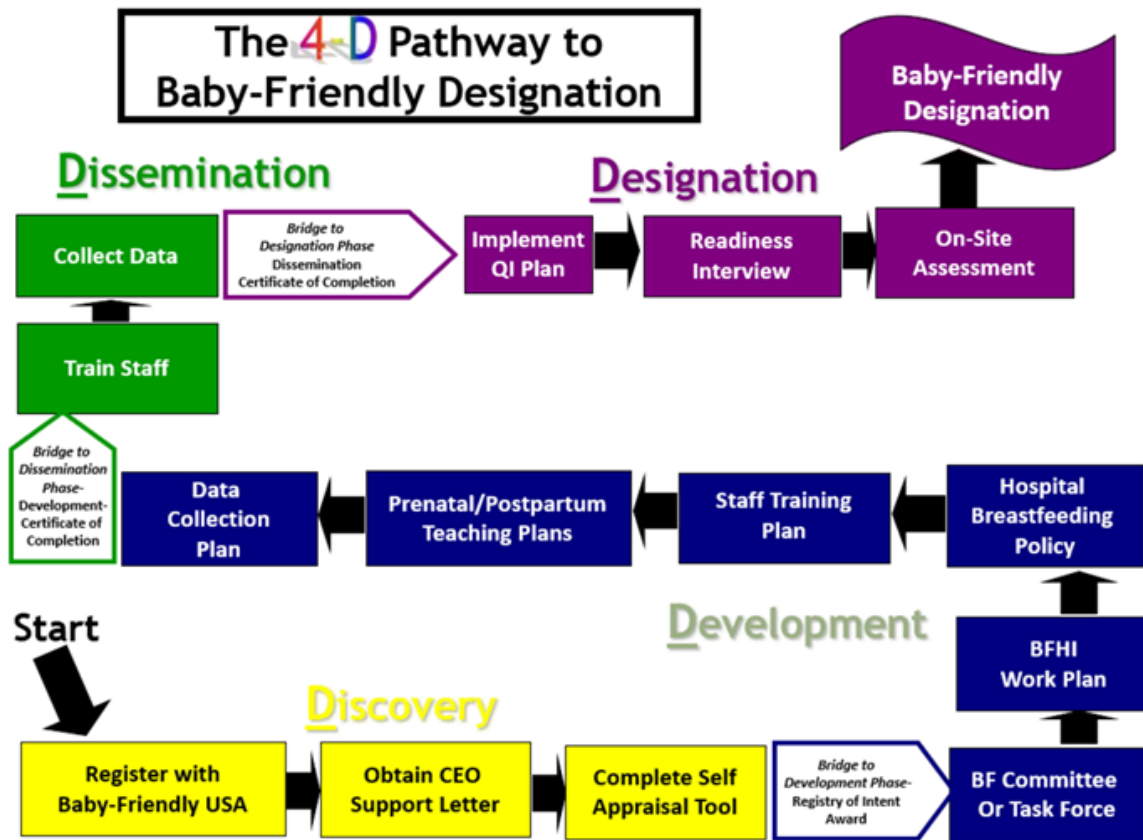 The 4-D Pathway to
Baby-Friendly Designation
Baby-Friendly
Designation
Dissemination
Designation
Collect Data
Bridge to
Designation Phase
Dissemination
Certificate of Completion
Implement
QI Plan
Readiness
Interview
On-Site
Assessment
Train Staff
Bridge to
Dissemination
Phase-
Development-
Certificate of
Completion
Data
Collection
Plan
Prenatal/Postpartum
Teaching Plans
Staff Training
Plan
Hospital
Breastfeeding
Policy
Start
Development
BFHI
Work Plan
Discovery
Register with
Baby-Friendly USA
Obtain CEO
Support Letter
Complete Self
Appraisal Tool
Bridge to
Development Phase-
Registry of Intent
Award
BF Committee
Or Task Force